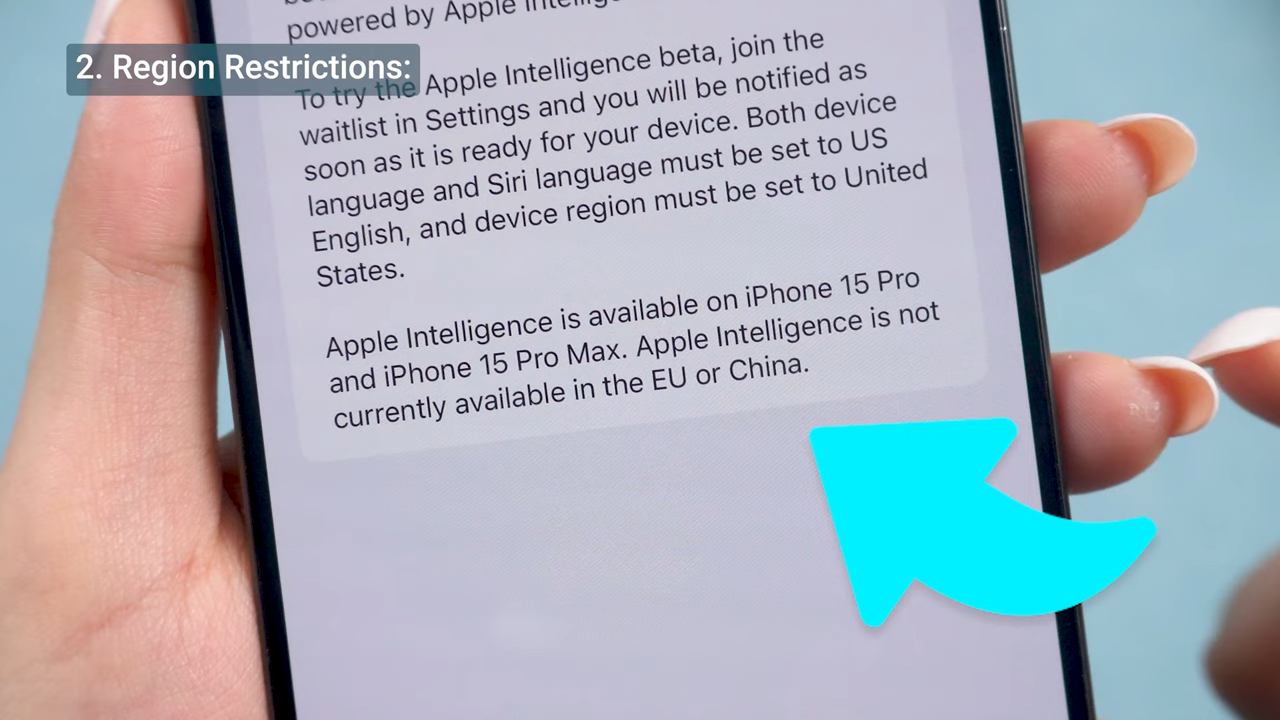 powered by Apple
2. Region Restrictions:
To try the Apple Intelligence beta, join the
waitlist in Settings and you will be notified as
soon as it is ready for your device. Both device
language and Siri language must be set to US
English, and device region must be set to United
States.
Apple Intelligence is available on iPhone 15 Pro
and iPhone 15 Pro Max. Apple Intelligence is not
currently available in the EU or China.